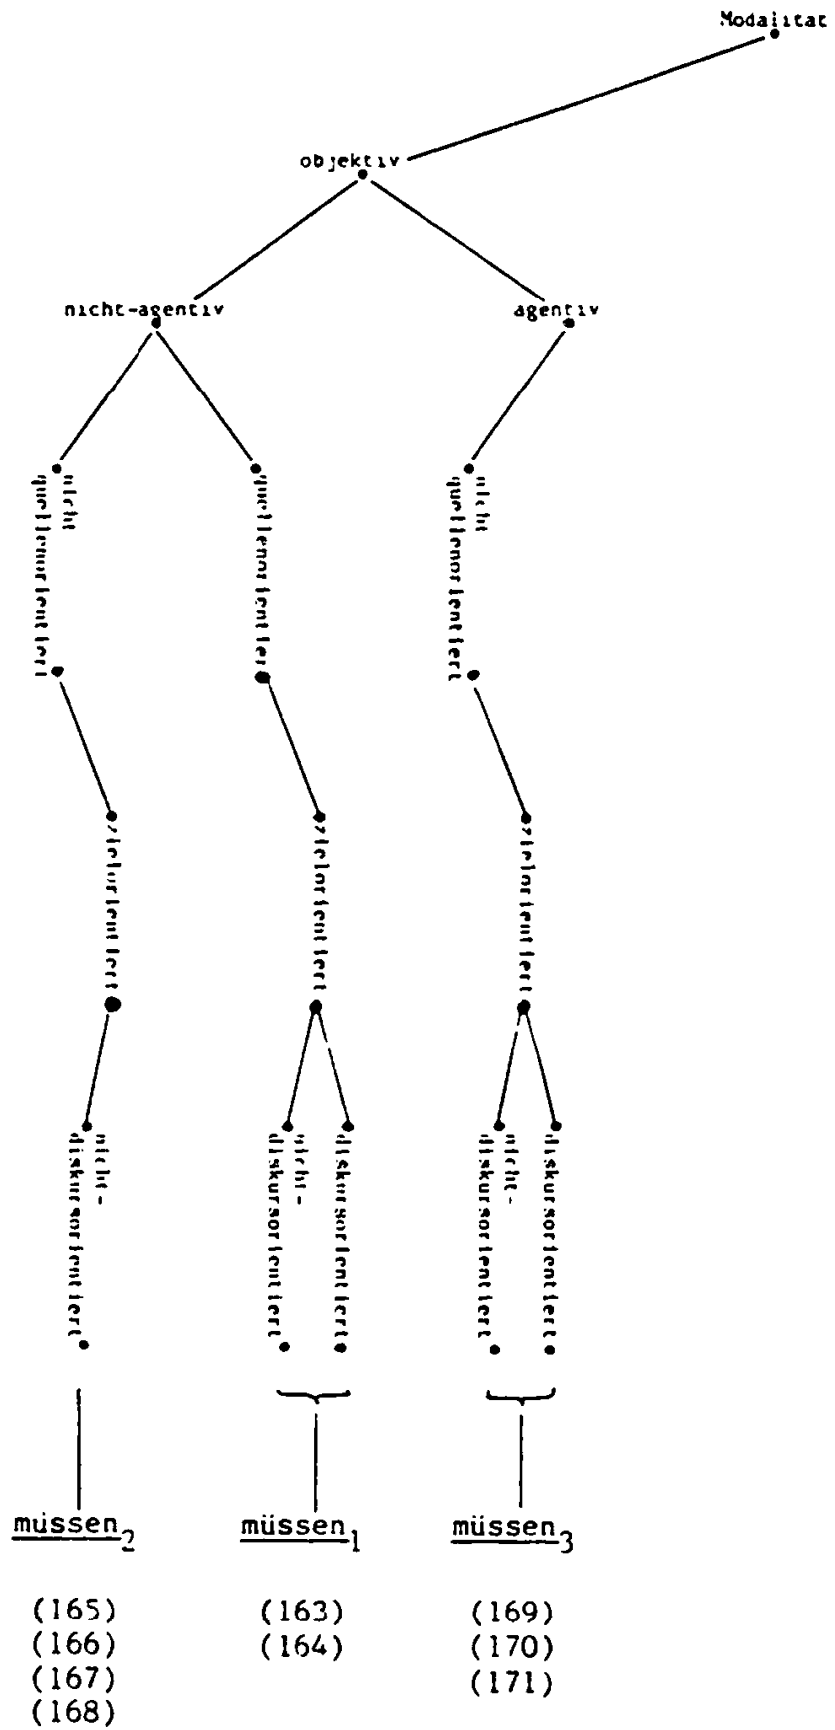 Modalität
objektiv
nicht-agentiv
agentiv
nicht
quellenorientiert
quellenorientier
nicht
quellenorientiert
zielorientiert
zielorientiert
zielorientiert
nicht-
diskursorientiert
nicht-
diskursorientiert
diskursorientiert
nicht-
diskursorientiert
diskursorientiert
müssen2
müssen1
müssen3
(165)
(163)
(169)
(166)
(164)
(170)
(167)
(171)
(168)